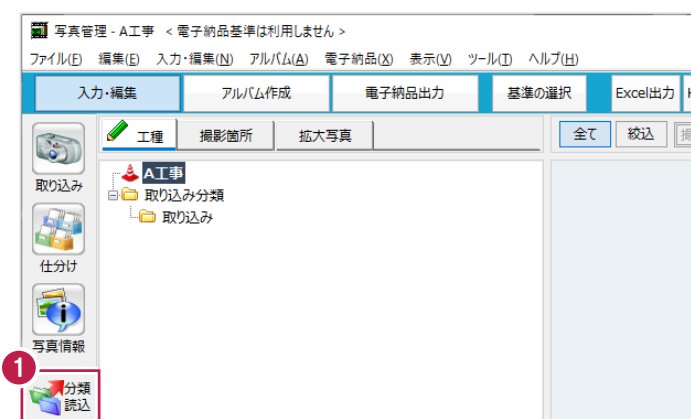 写真管理 - A工事 < 電子納品基準は利用しません >
ファイル(F) 編集(E) 入力・編集(N) アルバム(A) 電子納品(X) 表示(V) ツール(T) ヘルプ(H)
入力・編集 アルバム作成 電子納品出力 基準の選択 Excel出力
工種 撮影箇所 拡大写真 全て 絞込
取り込み
A工事
取り込み分類
取り込み
仕分け
写真情報
1
分類
読込